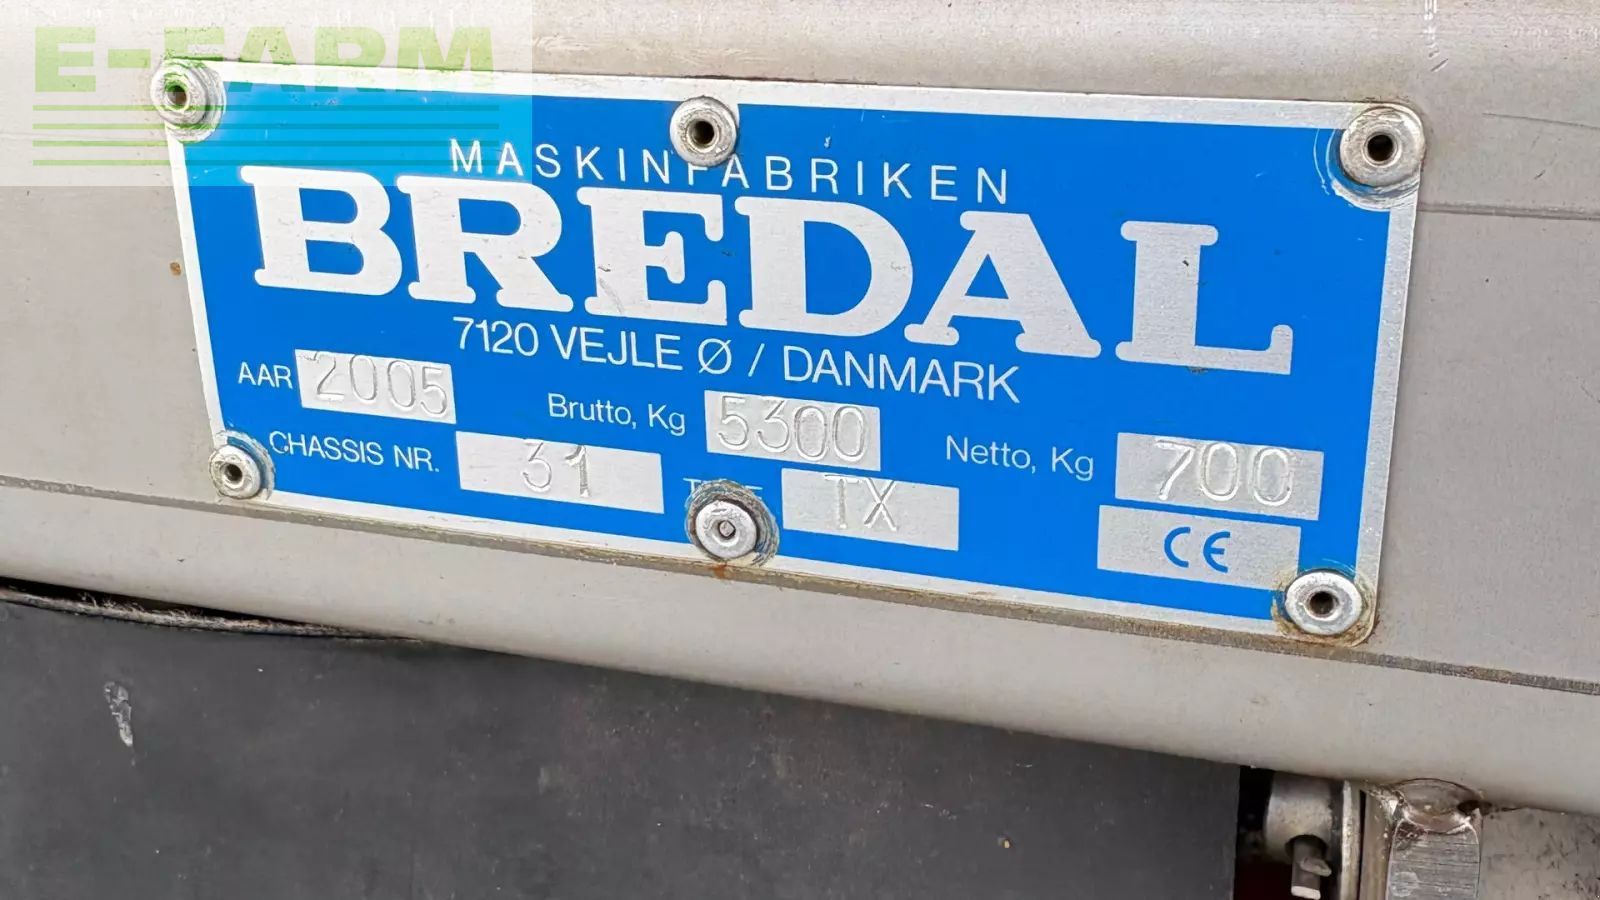 E-FARM
MASKINFABRIKEN
BREDAL
7120 VEJLE Ø / DANMARK
AAR 2005 Brutto, Kg 5300 Netto, Kg 700
CHASSIS NR. 31 TX CE